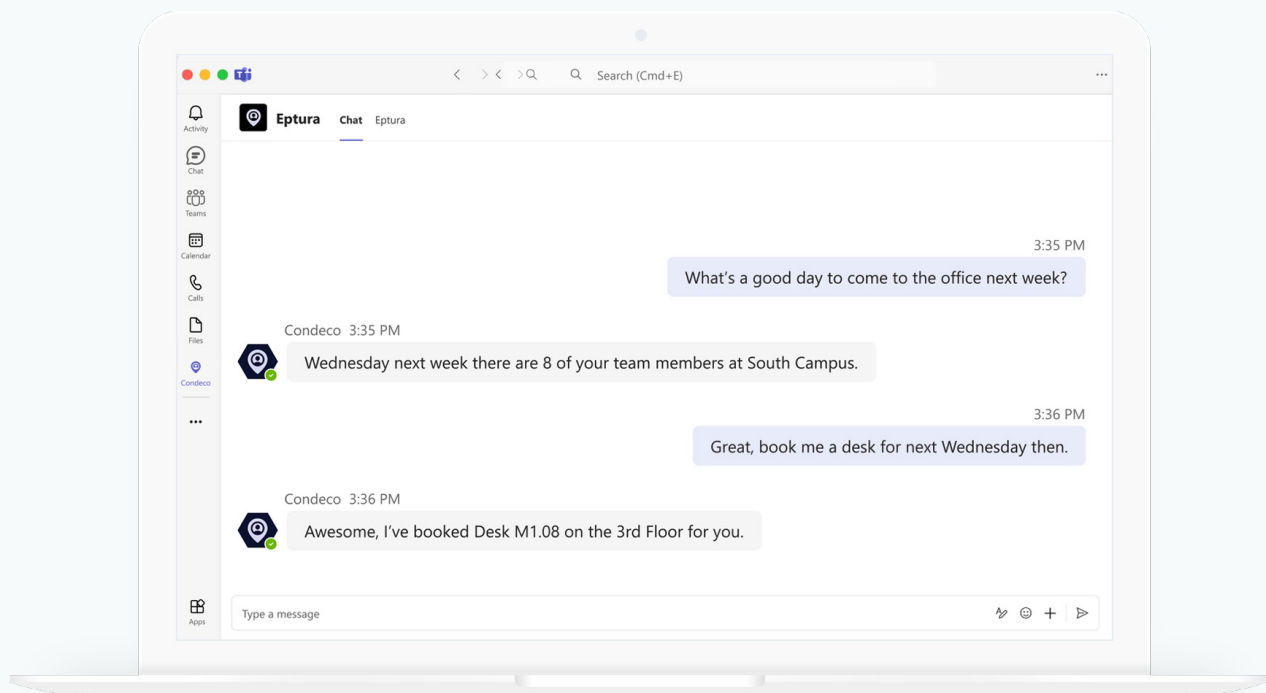 Search (Cmd+E)
Activity
Chat
Teams
Calendar
Calls
Files
Condeco
Apps
Eptura Chat Eptura
3:35 PM
What's a good day to come to the office next week?
Condeco 3:35 PM
Wednesday next week there are 8 of your team members at South Campus.
3:36 PM
Great, book me a desk for next Wednesday then.
Condeco 3:36 PM
Awesome, I've booked Desk M1.08 on the 3rd Floor for you.
Type a message